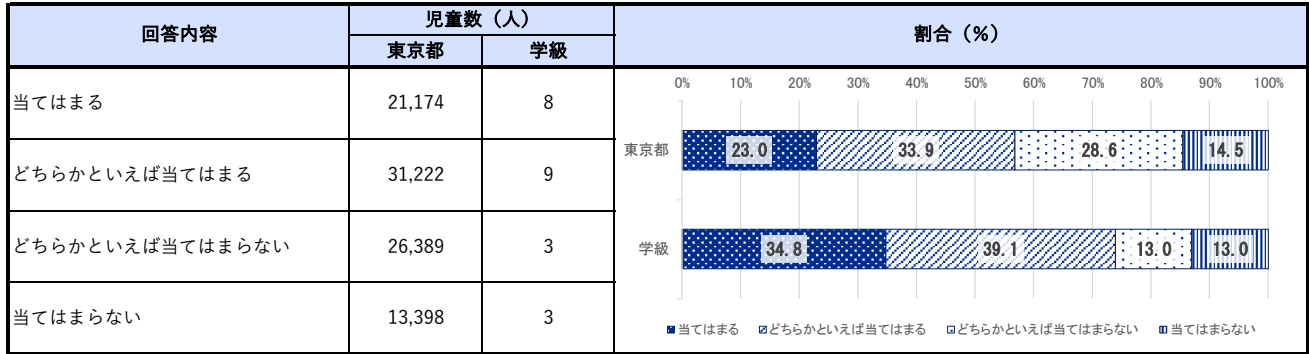 回答内容 児童数（人） 割合（%）
東京都 学級
当てはまる 21,174 8
どちらかといえば当てはまる 31,222 9
どちらかといえば当てはまらない 26,389 3
当てはまらない 13,398 3
0% 10% 20% 30% 40% 50% 60% 70% 80% 90% 100%
東京都 23.0 33.9 28.6 14.5
学級 34.8 39.1 13.0 13.0
当てはまる どちらかといえば当てはまる どちらかといえば当てはまらない 当てはまらない